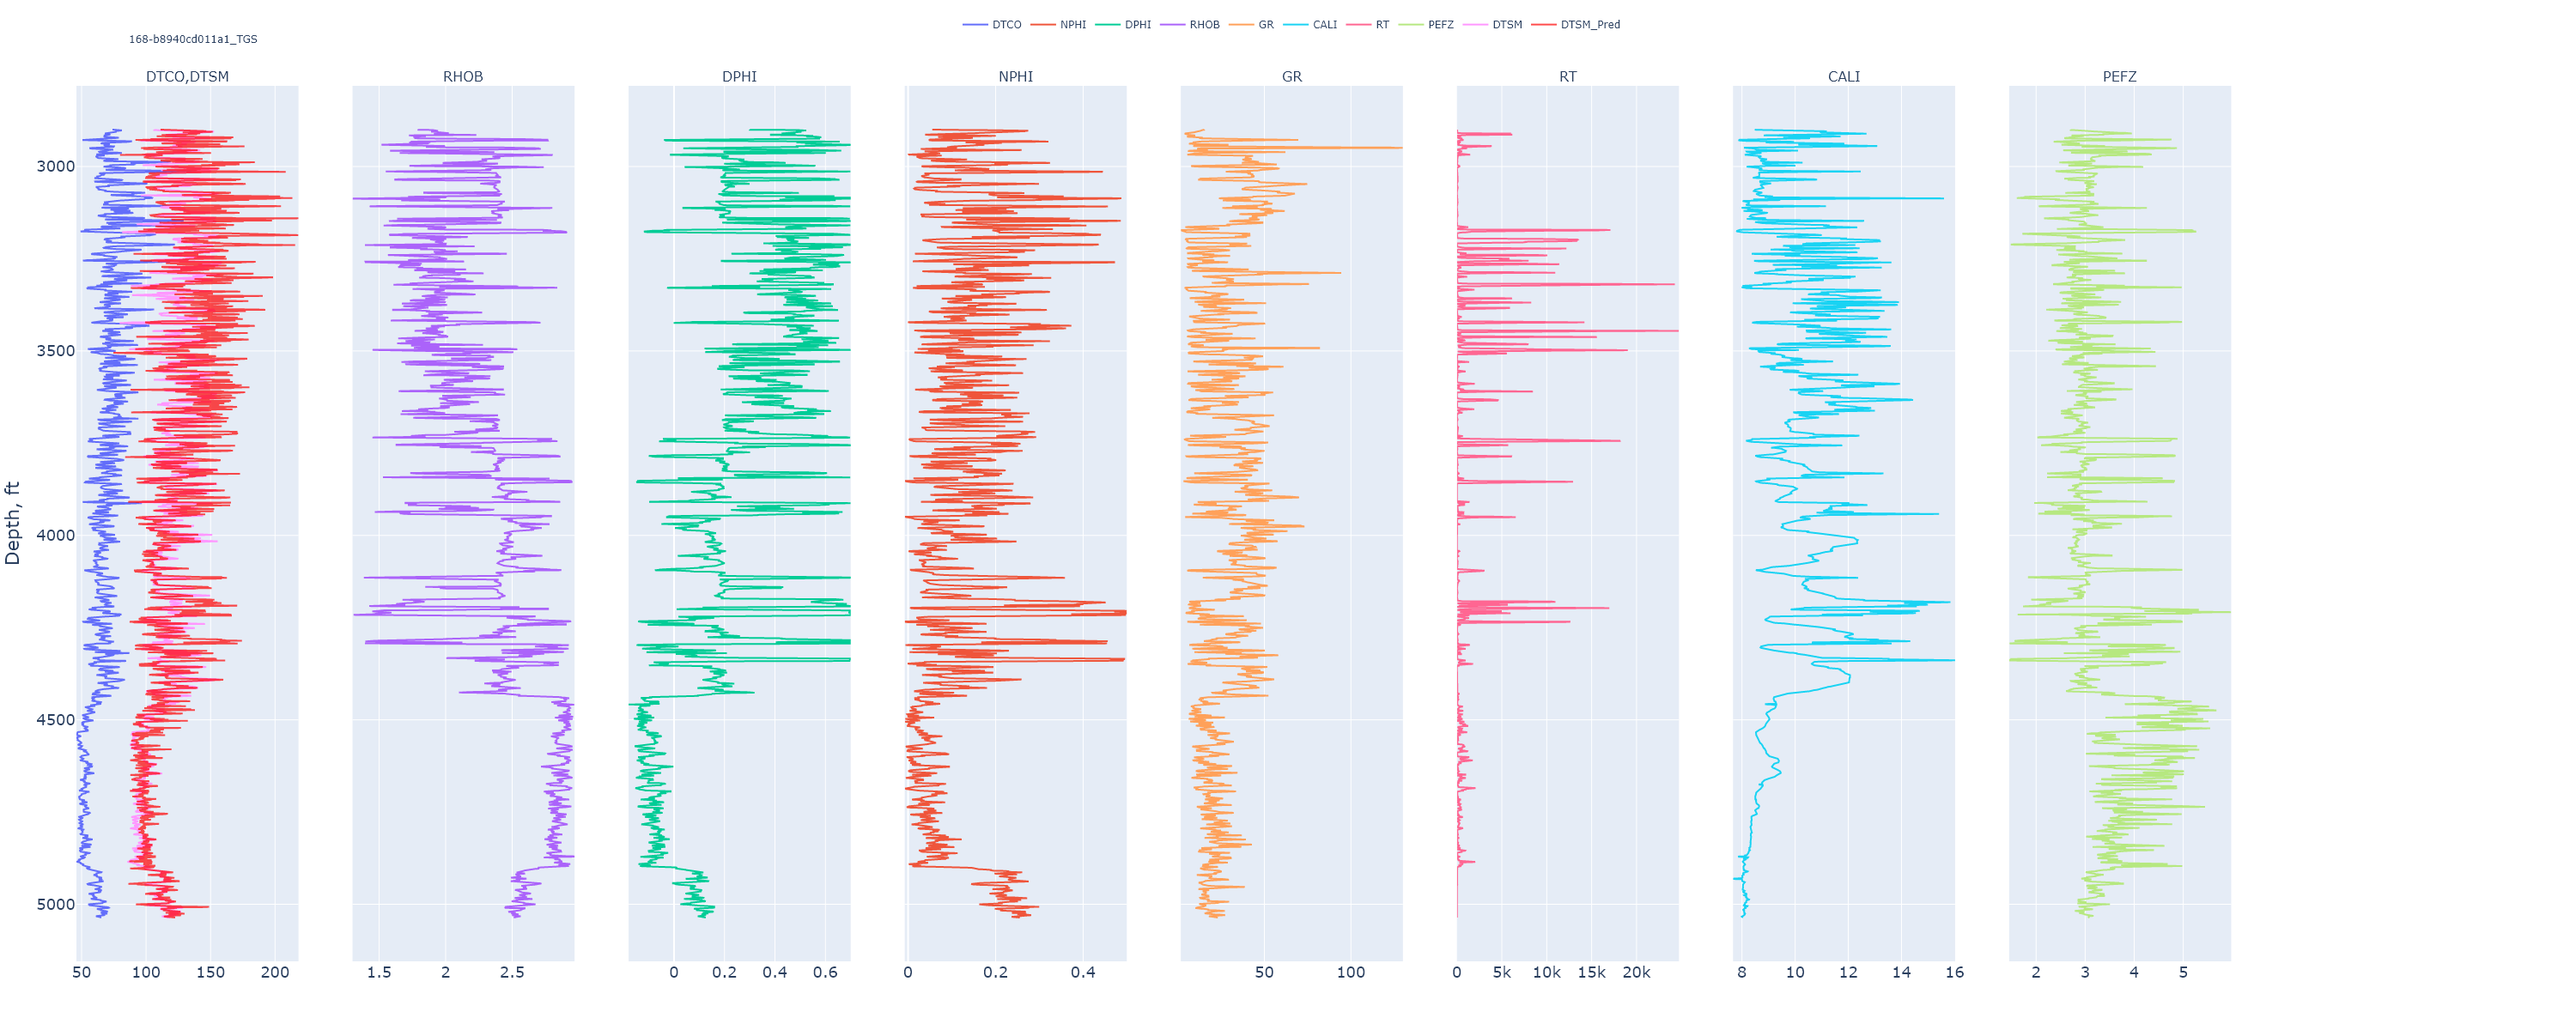 DTCO NPHI DPHI RHOB GR CALI RT PEFZ DTSM DTSM_Pred
168-b8940cd011a1_TGS
DTCO,DTSM RHOB DPHI NPHI GR RT CALI PEFZ
Depth, ft
3000
3500
4000
4500
5000
50 100 150 200 1.5 2 2.5 0 0.2 0.4 0.6 0 0.2 0.4 50 100 0 5k 10k 15k 20k 8 10 12 14 16 2 3 4 5